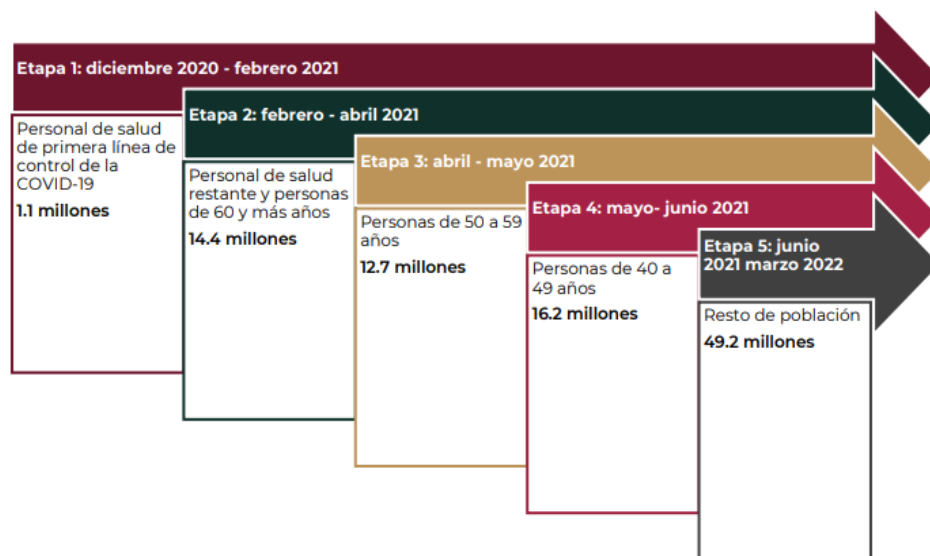 Etapa 1: diciembre 2020 - febrero 2021
Personal de salud
de primera línea de
control de la
COVID-19
1.1 millones
Etapa 2: febrero - abril 2021
Personal de salud
restante y personas
de 60 y más años
14.4 millones
Etapa 3: abril - mayo 2021
Personas de 50 a 59
años
12.7 millones
Etapa 4: mayo- junio 2021
Personas de 40 a
49 años
16.2 millones
Etapa 5: junio
2021 marzo 2022
Resto de población
49.2 millones